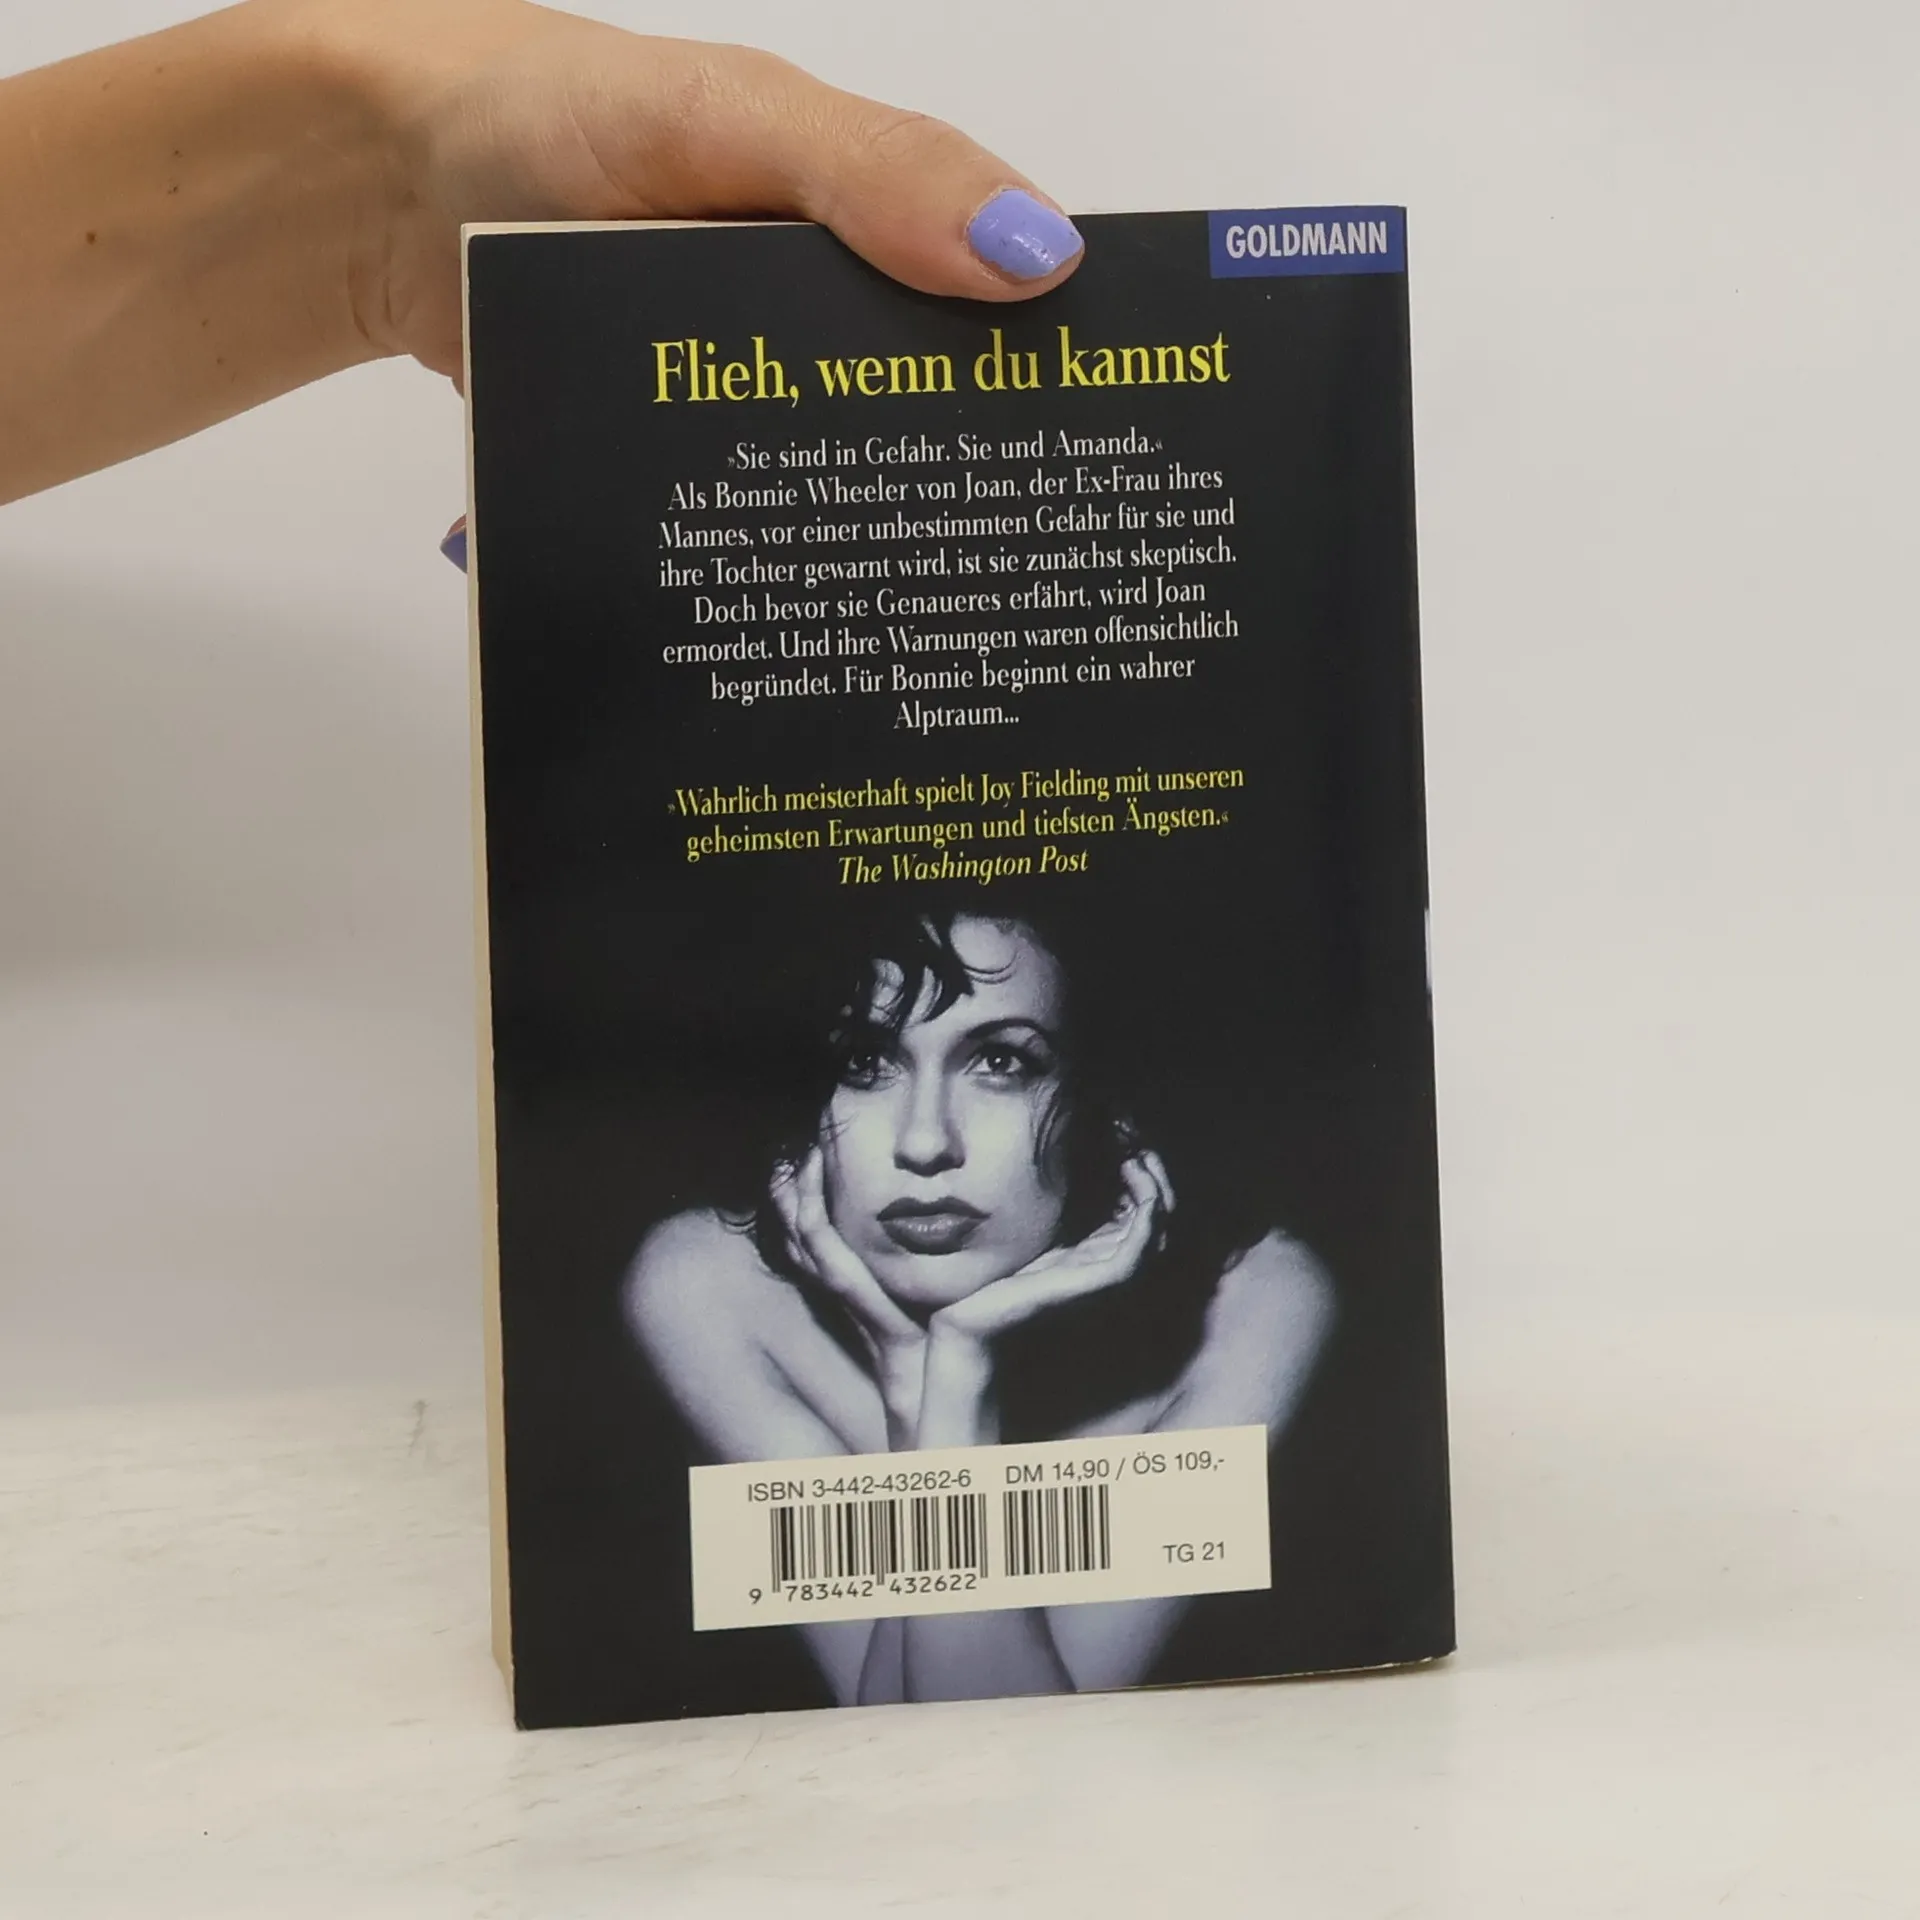 GOLDMANN
Flieh, wenn du kannst
»Sie sind in Gefahr. Sie und Amanda.«
Als Bonnie Wheeler von Joan, der Ex-Frau ihres
Mannes, vor einer unbestimmten Gefahr für sie und
ihre Tochter gewarnt wird, ist sie zunächst skeptisch.
Doch bevor sie Genaueres erfährt, wird Joan
ermordet. Und ihre Warnungen waren offensichtlich
begründet. Für Bonnie beginnt ein wahrer
Alptraum...
»Wahrlich meisterhaft spielt Joy Fielding mit unseren
geheimsten Erwartungen und tiefsten Ängsten.«
The Washington Post
ISBN 3-442-43262-6 DM 14,90 / ÖS 109,-
TG 21
9 783442 432622